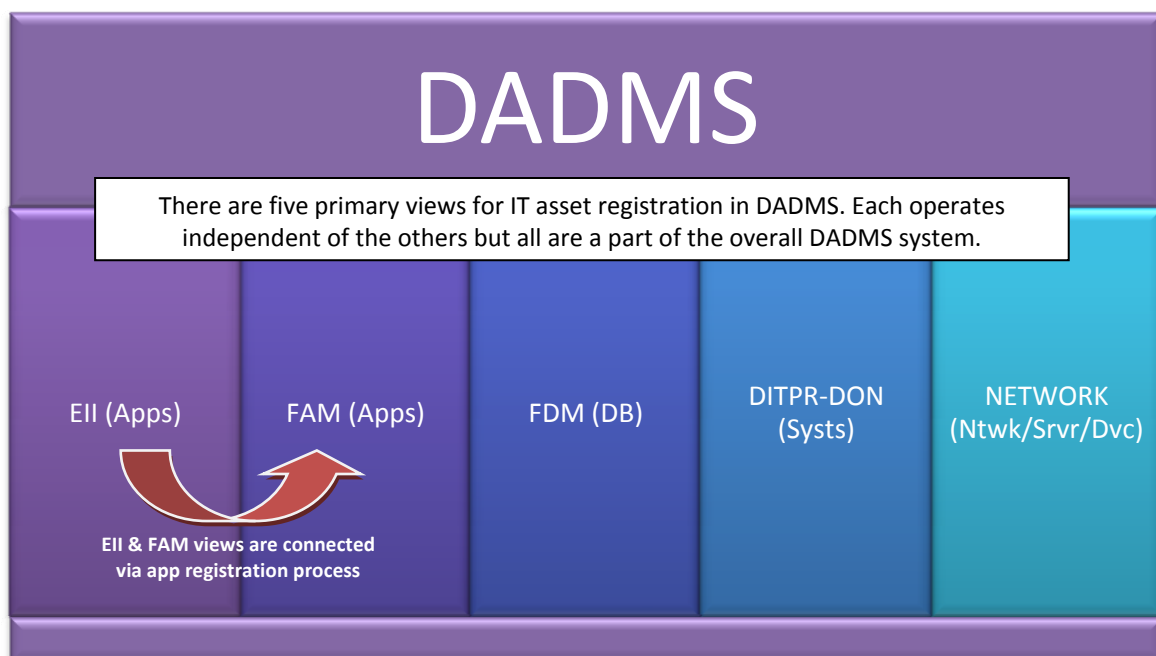 DADMS
There are five primary views for IT asset registration in DADMS. Each operates
independent of the others but all are a part of the overall DADMS system.
EII (Apps)
FAM (Apps)
FDM (DB)
DITPR-DON
(Systs)
NETWORK
(Ntwk/Srvr/Dvc)
EII & FAM views are connected
via app registration process